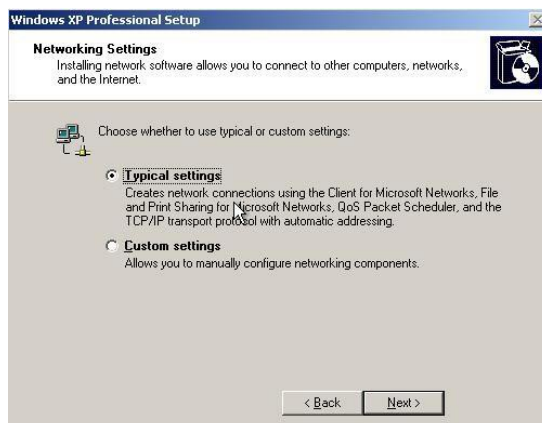 Windows XP Professional Setup
Networking Settings
Installing network software allows you to connect to other computers, networks,
and the Internet.
Choose whether to use typical or custom settings:
Typical settings
Creates network connections using the Client for Microsoft Networks, File
and Print Sharing for Microsoft Networks, QoS Packet Scheduler, and the
TCP/IP transport protocol with automatic addressing.
Custom settings
Allows you to manually configure networking components.
< Back
Next >